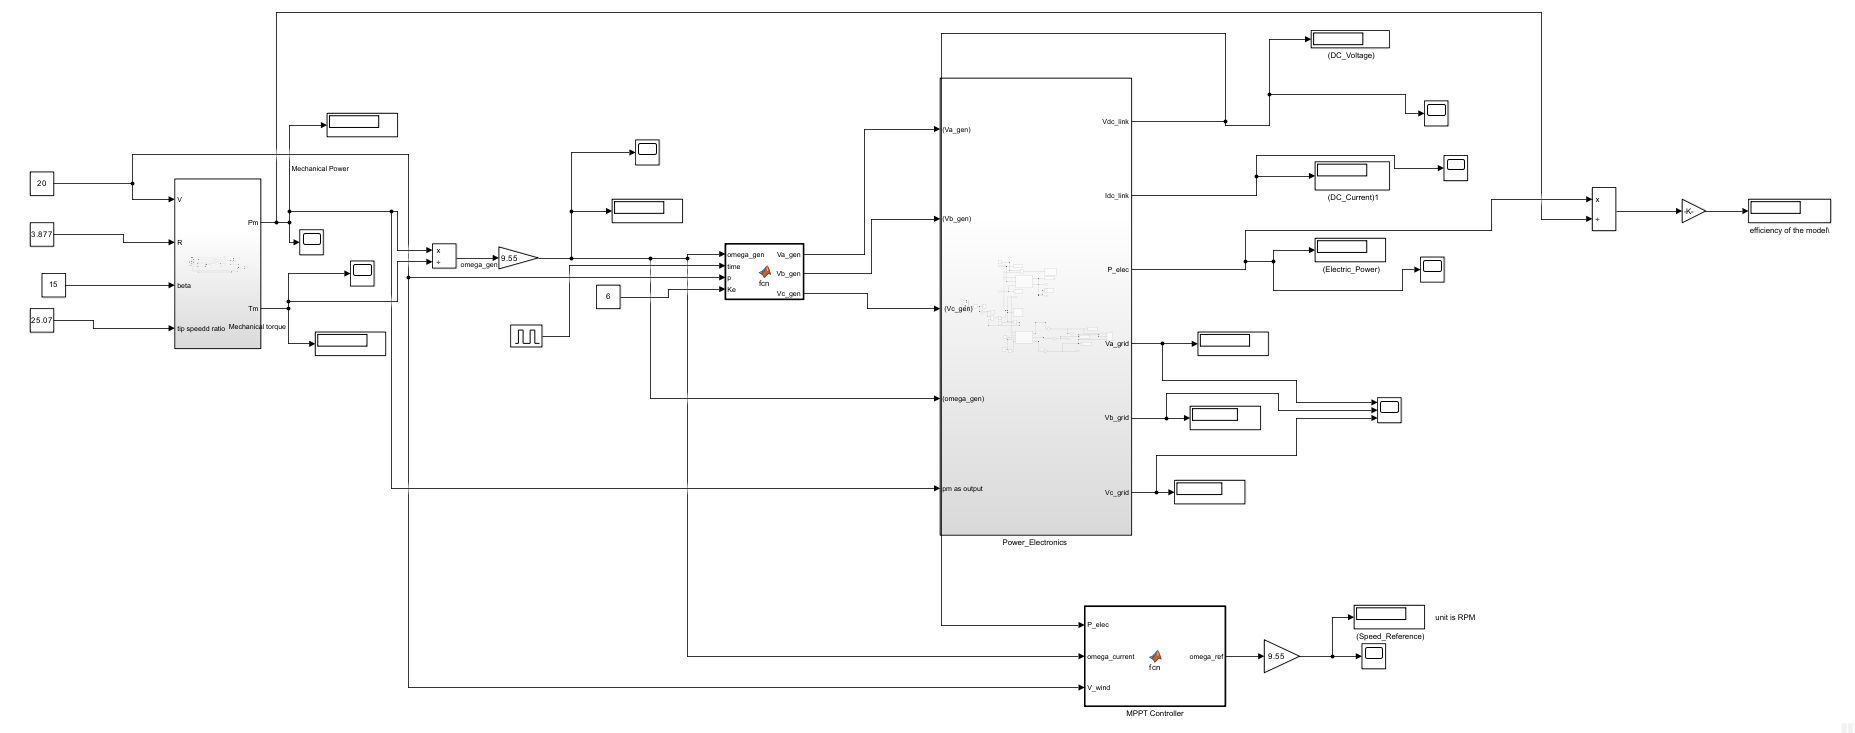 (DC_Voltage)
Mechanical Power
20
V
3.877
R
15
beta
25.07
tip speedd ratio
Pm
Tm
Mechanical torque
x
÷
omega_gen
9.55
6
omega_gen
time
p
Ke
fcn
Va_gen
Vb_gen
Vc_gen
(Va_gen)
(Vb_gen)
(Vc_gen)
(omega_gen)
pm as output
Vdc_link
Idc_link
P_elec
Va_grid
Vb_grid
Vc_grid
Power_Electronics
(DC_Current)1
(Electric_Power)
x
÷
-K-
efficiency of the model\
P_elec
omega_current
V_wind
fcn
omega_ref
MPPT Controller
9.55
(Speed_Reference)
unit is RPM